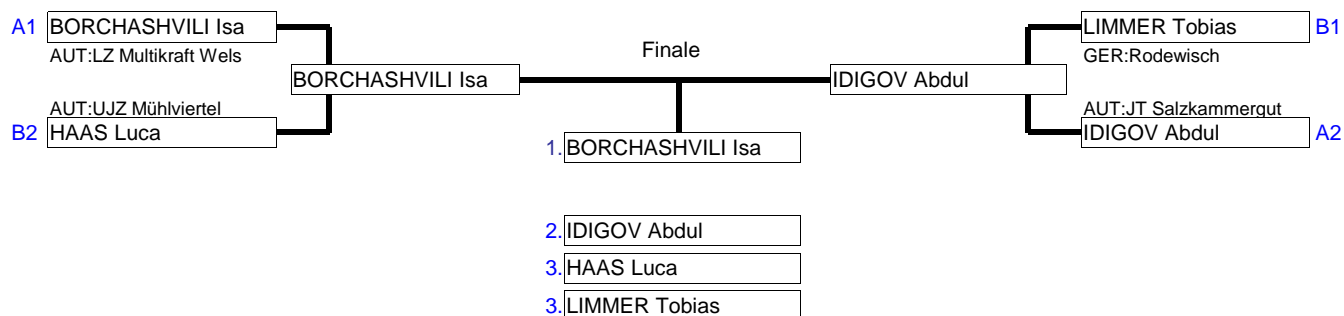 A1 BORCHASHVILI Isa
AUT:LZ Multikraft Wels
BORCHASHVILI Isa
AUT:UJZ Mühlviertel
B2 HAAS Luca
Finale
LIMMER Tobias B1
GER:Rodewisch
IDIGOV Abdul
AUT:JT Salzkammergut
IDIGOV Abdul A2
1. BORCHASHVILI Isa
2. IDIGOV Abdul
3. HAAS Luca
3. LIMMER Tobias